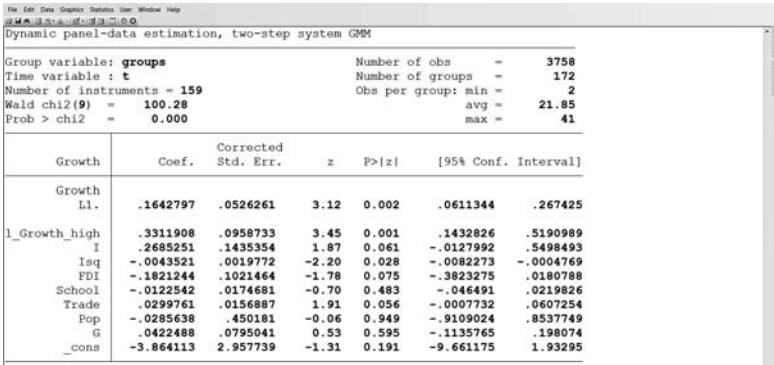 File Edit Data Graphics Statistics User Window Help
Dynamic panel-data estimation, two-step system GMM
Group variable: groups Number of obs = 3758
Time variable : t Number of groups = 172
Number of instruments = 159 Obs per group: min = 2
Wald chi2(9) = 100.28 avg = 21.85
Prob > chi2 = 0.000 max = 41
Corrected
Growth Coef. Std. Err. z P>|z| [95% Conf. Interval]
Growth
L1. .1642797 .0526261 3.12 0.002 .0611344 .267425
l_Growth_high .3311908 .0958733 3.45 0.001 .1432826 .5190989
I .2685251 .1435354 1.87 0.061 -.0127992 .5498493
Isq -.0043521 .0019772 -2.20 0.028 -.0082273 -.0004769
FDI -.1821244 .1021464 -1.78 0.075 -.3823275 .0180788
School -.0122542 .0174681 -0.70 0.483 -.046491 .0219826
Trade .0299761 .0156887 1.91 0.056 -.0007732 .0607254
Pop -.0285638 .450181 -0.06 0.949 -.9109024 .8537749
G .0422488 .0795041 0.53 0.595 -.1135765 .198074
_cons -3.864113 2.957739 -1.31 0.191 -9.661175 1.93295